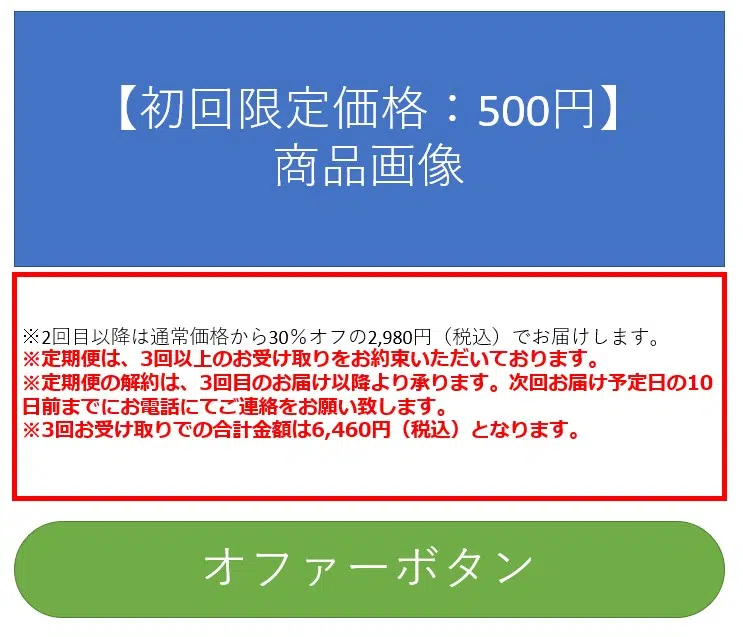 【初回限定価格：500円】
商品画像
※2回目以降は通常価格から30％オフの2,980円（税込）でお届けします。
※定期便は、3回以上のお受け取りをお約束いただいております。
※定期便の解約は、3回目のお届け以降より承ります。次回お届け予定日の10
日前までにお電話にてご連絡をお願い致します。
※3回お受け取りでの合計金額は6,460円（税込）となります。
オファーボタン